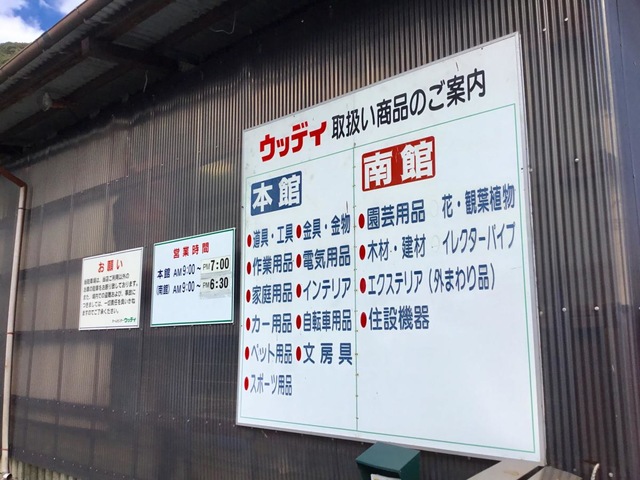 ウッディ 取扱い商品のご案内
本館
●道具・工具 ●金具・金物
●作業用品 ●電気用品
●家庭用品 ●インテリア
●カー用品 ●自転車用品
●ペット用品 ●文房具
●スポーツ用品
南館
●園芸用品 花・観葉植物
●木材・建材 イレクターパイプ
●エクステリア（外まわり品）
●住設機器
営業時間
本館 AM9:00〜PM7:00
(南館) AM9:00〜PM6:30
お願い
ウッディ